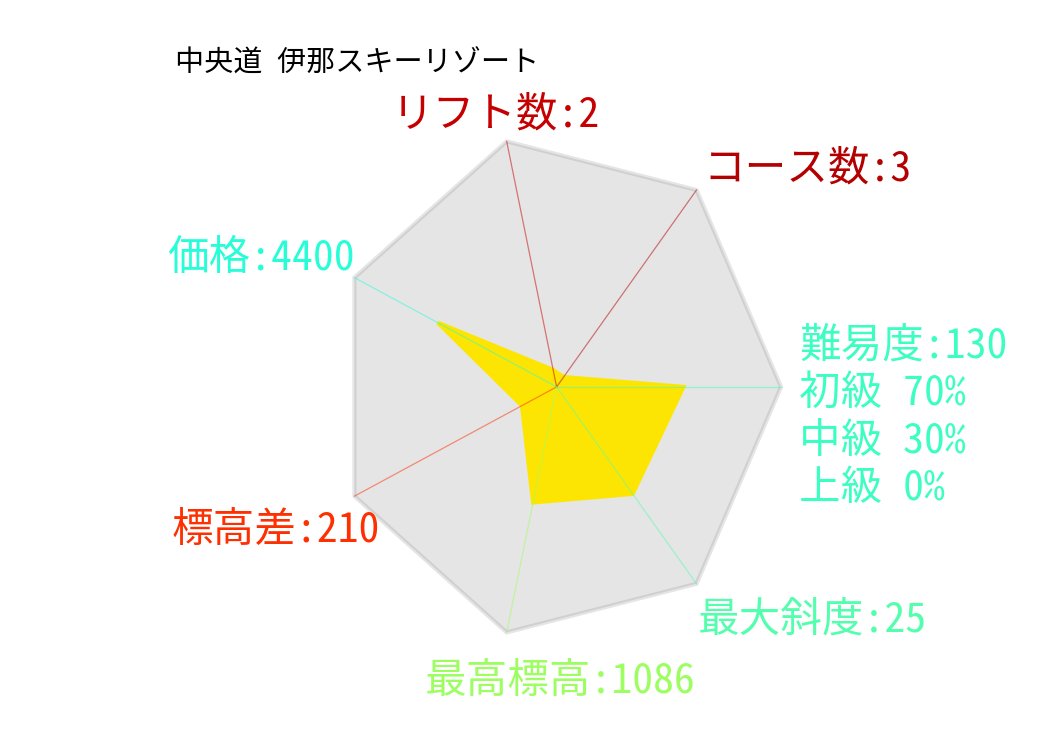 中央道 伊那スキーリゾート
リフト数:2
コース数:3
価格:4400
難易度:130
初級 70%
中級 30%
上級 0%
標高差:210
最大斜度:25
最高標高:1086